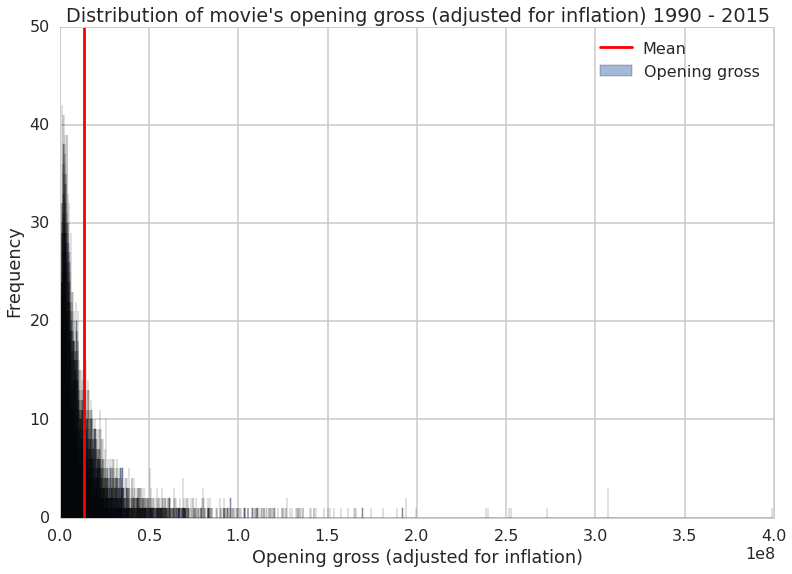 Distribution of movie's opening gross (adjusted for inflation) 1990 - 2015
50
40
30
20
10
0
Frequency
Mean
Opening gross
0.0 0.5 1.0 1.5 2.0 2.5 3.0 3.5 4.0
1e8
Opening gross (adjusted for inflation)